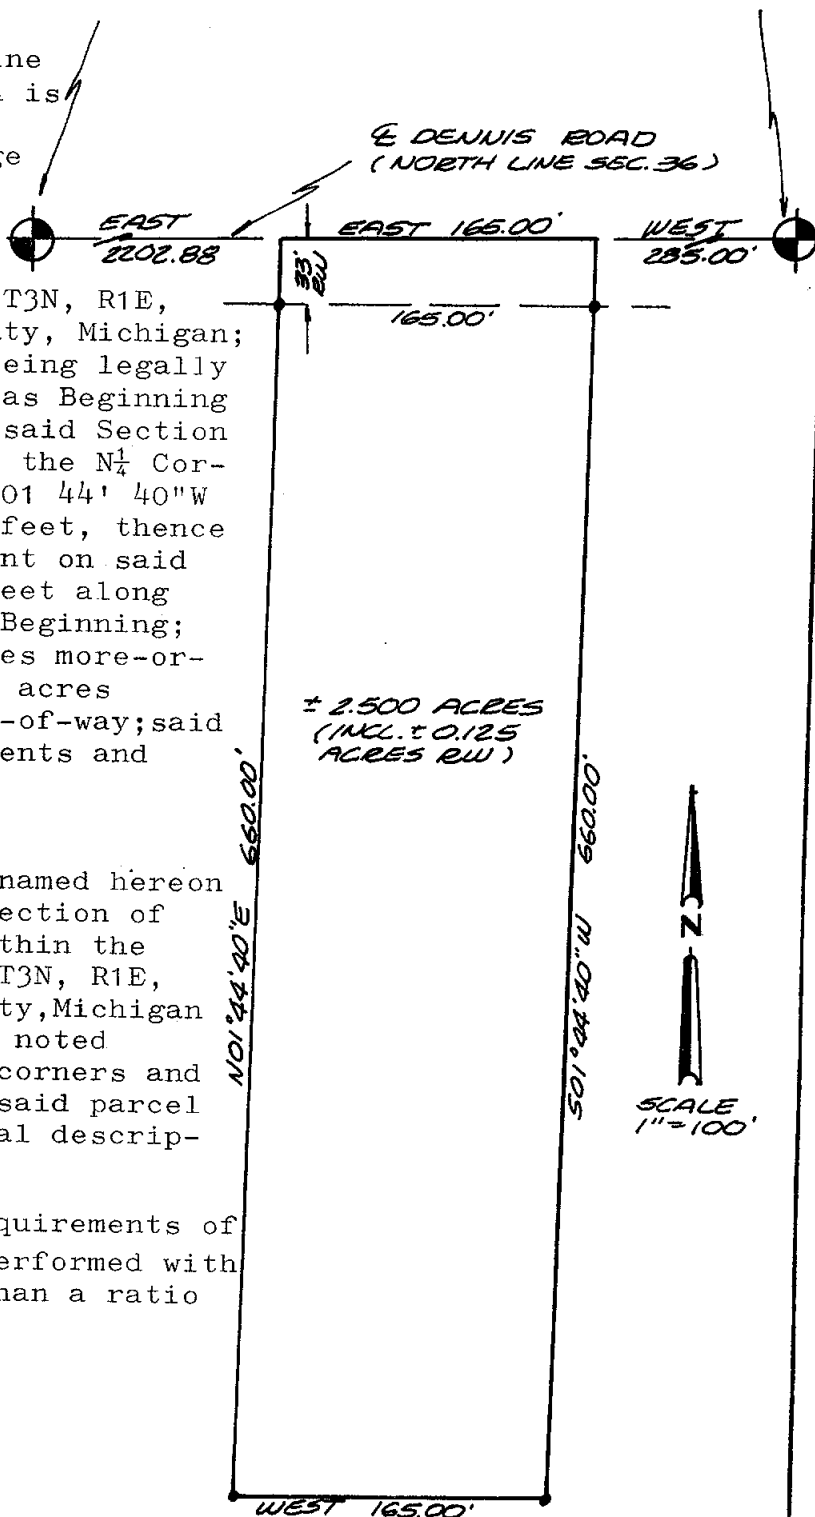 ine
is
ge
℄ DENNIS ROAD
(NORTH LINE SEC. 36)
EAST
2202.88
EAST 165.00'
WEST
285.00'
33'
RW
165.00'
T3N, R1E,
ty, Michigan;
eing legally
as Beginning
said Section
the N¼ Cor-
01 44' 40"W
feet, thence
nt on said
eet along
Beginning;
es more-or-
acres
-of-way;said
ents and
± 2.500 ACRES
(INCL. ± 0.125
ACRES RW)
660.00'
N01°44'40"E
660.00'
S01°44'40"W
named hereon
ection of
thin the
T3N, R1E,
ty,Michigan
noted
corners and
said parcel
al descrip-
N
SCALE
1"=100'
quirements of
erformed with
han a ratio
WEST 165.00'